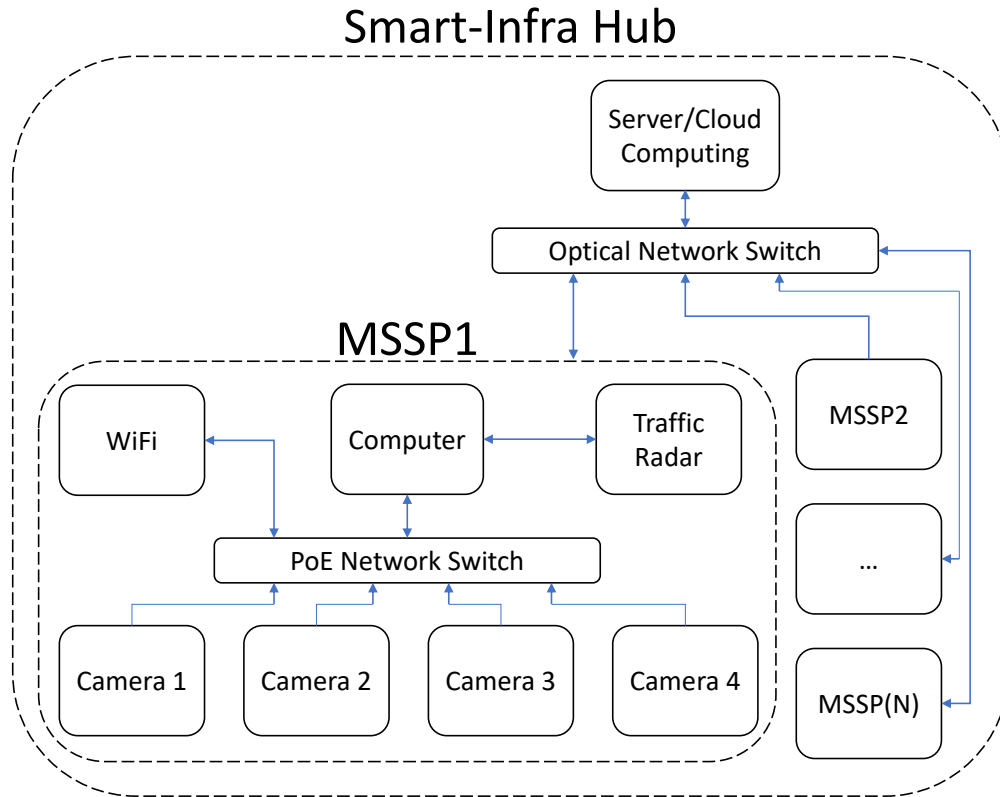 Smart-Infra Hub
Server/Cloud
Computing
Optical Network Switch
MSSP1
WiFi
Computer
Traffic
Radar
MSSP2
PoE Network Switch
...
Camera 1
Camera 2
Camera 3
Camera 4
MSSP(N)